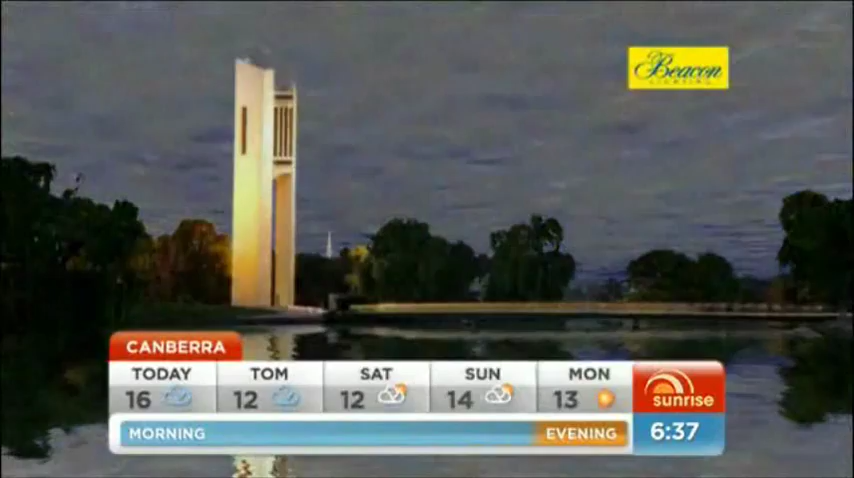 Beacon
LIGHTING
CANBERRA
TODAY TOM SAT SUN MON
16 12 12 14 13
sunrise
MORNING EVENING 6:37